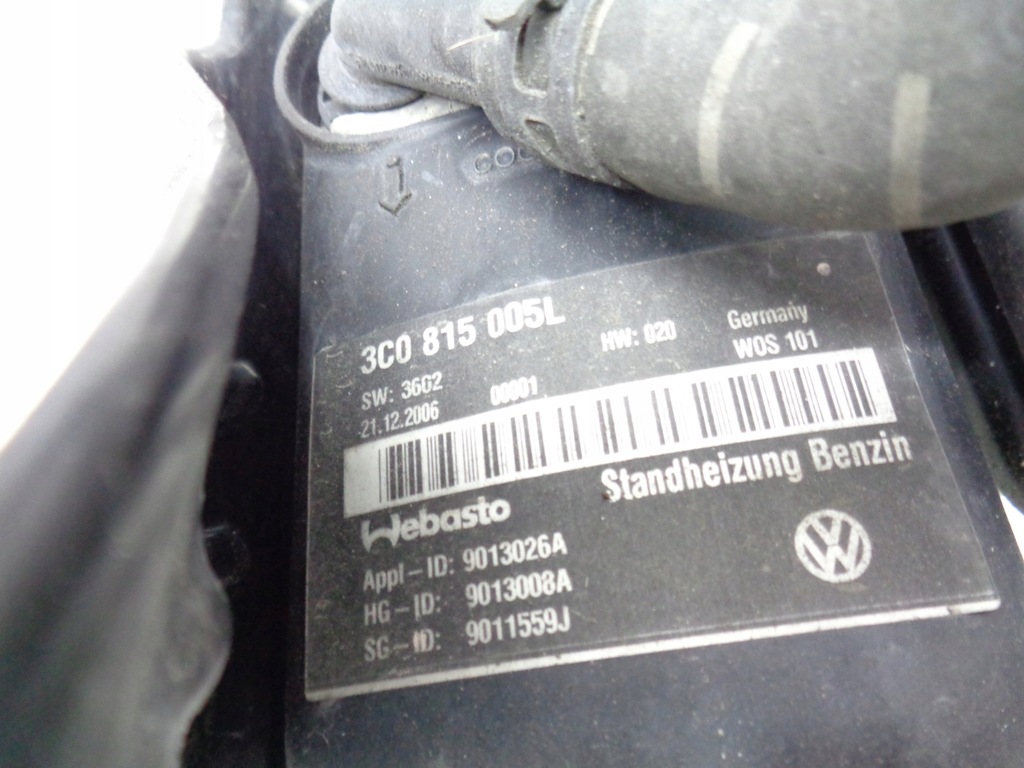 3C0 815 005L
HW: 020
Germany
SW: 3602
00001
WOS 101
21.12.2006
Webasto
Standheizung Benzin
Appl-ID: 9013026A
HG-ID: 9013008A
SG-ID: 9011559J